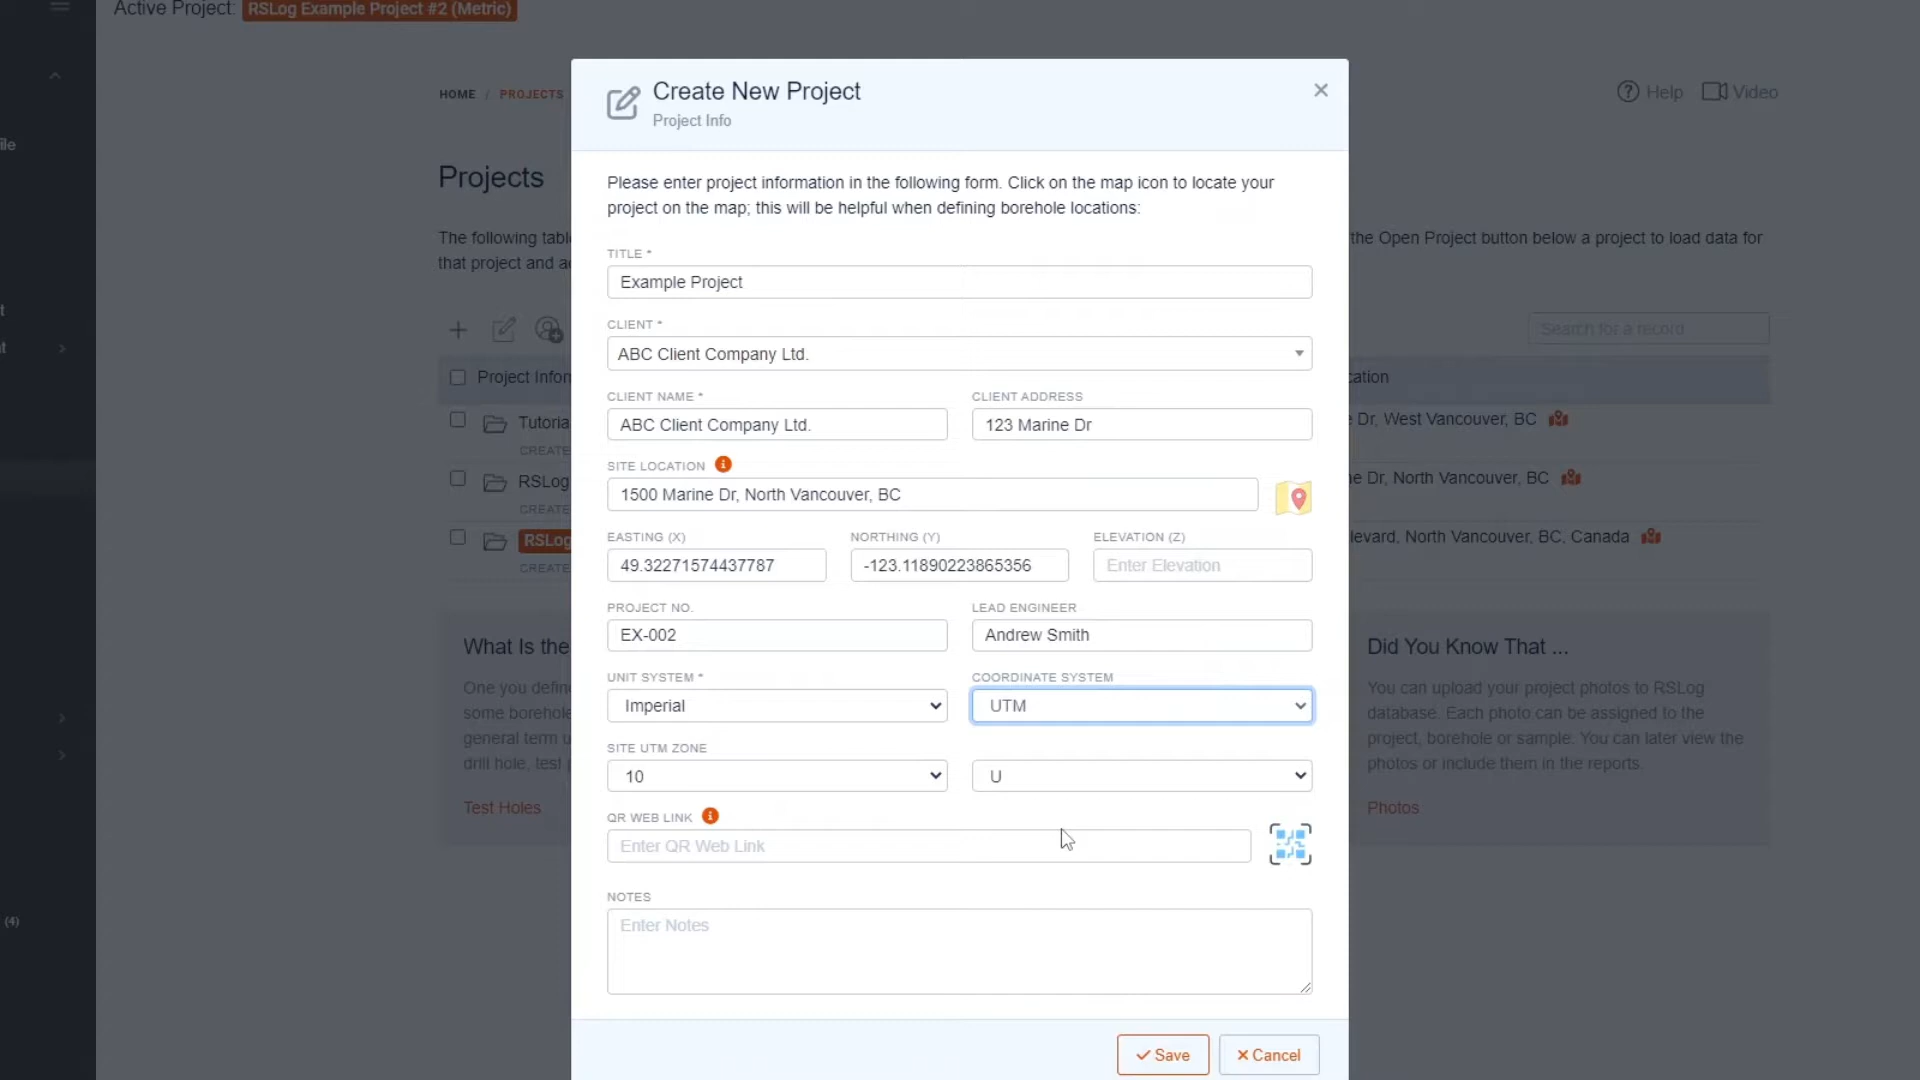 Active Project: RSLog Example Project #2 (Metric)
HOME / PROJECTS
Help Video
Projects
The following
the Open Project button below a project to load data for
that project and
Search for a record
Project
CREATE
Dr, West Vancouver, BC
RSLog
CREATE
Dr, North Vancouver, BC
RSLog
North Vancouver, BC, Canada
CREATE
(4)
What Is the
One you
some
general term
drill hole, test
Test Holes
Did You Know That ...
You can upload your project photos to RSLog
database. Each photo can be assigned to the
project, borehole or sample. You can later view the
photos or include them in the reports.
Photos
Create New Project
Project Info
Please enter project information in the following form. Click on the map icon to locate your
project on the map; this will be helpful when defining borehole locations:
TITLE *
Example Project
CLIENT *
ABC Client Company Ltd.
CLIENT NAME * CLIENT ADDRESS
ABC Client Company Ltd. 123 Marine Dr
SITE LOCATION
1500 Marine Dr, North Vancouver, BC
EASTING (X) NORTHING (Y) ELEVATION (Z)
49.32271574437787 -123.11890223865356 Enter Elevation
PROJECT NO. LEAD ENGINEER
EX-002 Andrew Smith
UNIT SYSTEM * COORDINATE SYSTEM
Imperial UTM
SITE UTM ZONE
10 U
QR WEB LINK
Enter QR Web Link
NOTES
Enter Notes
Save Cancel